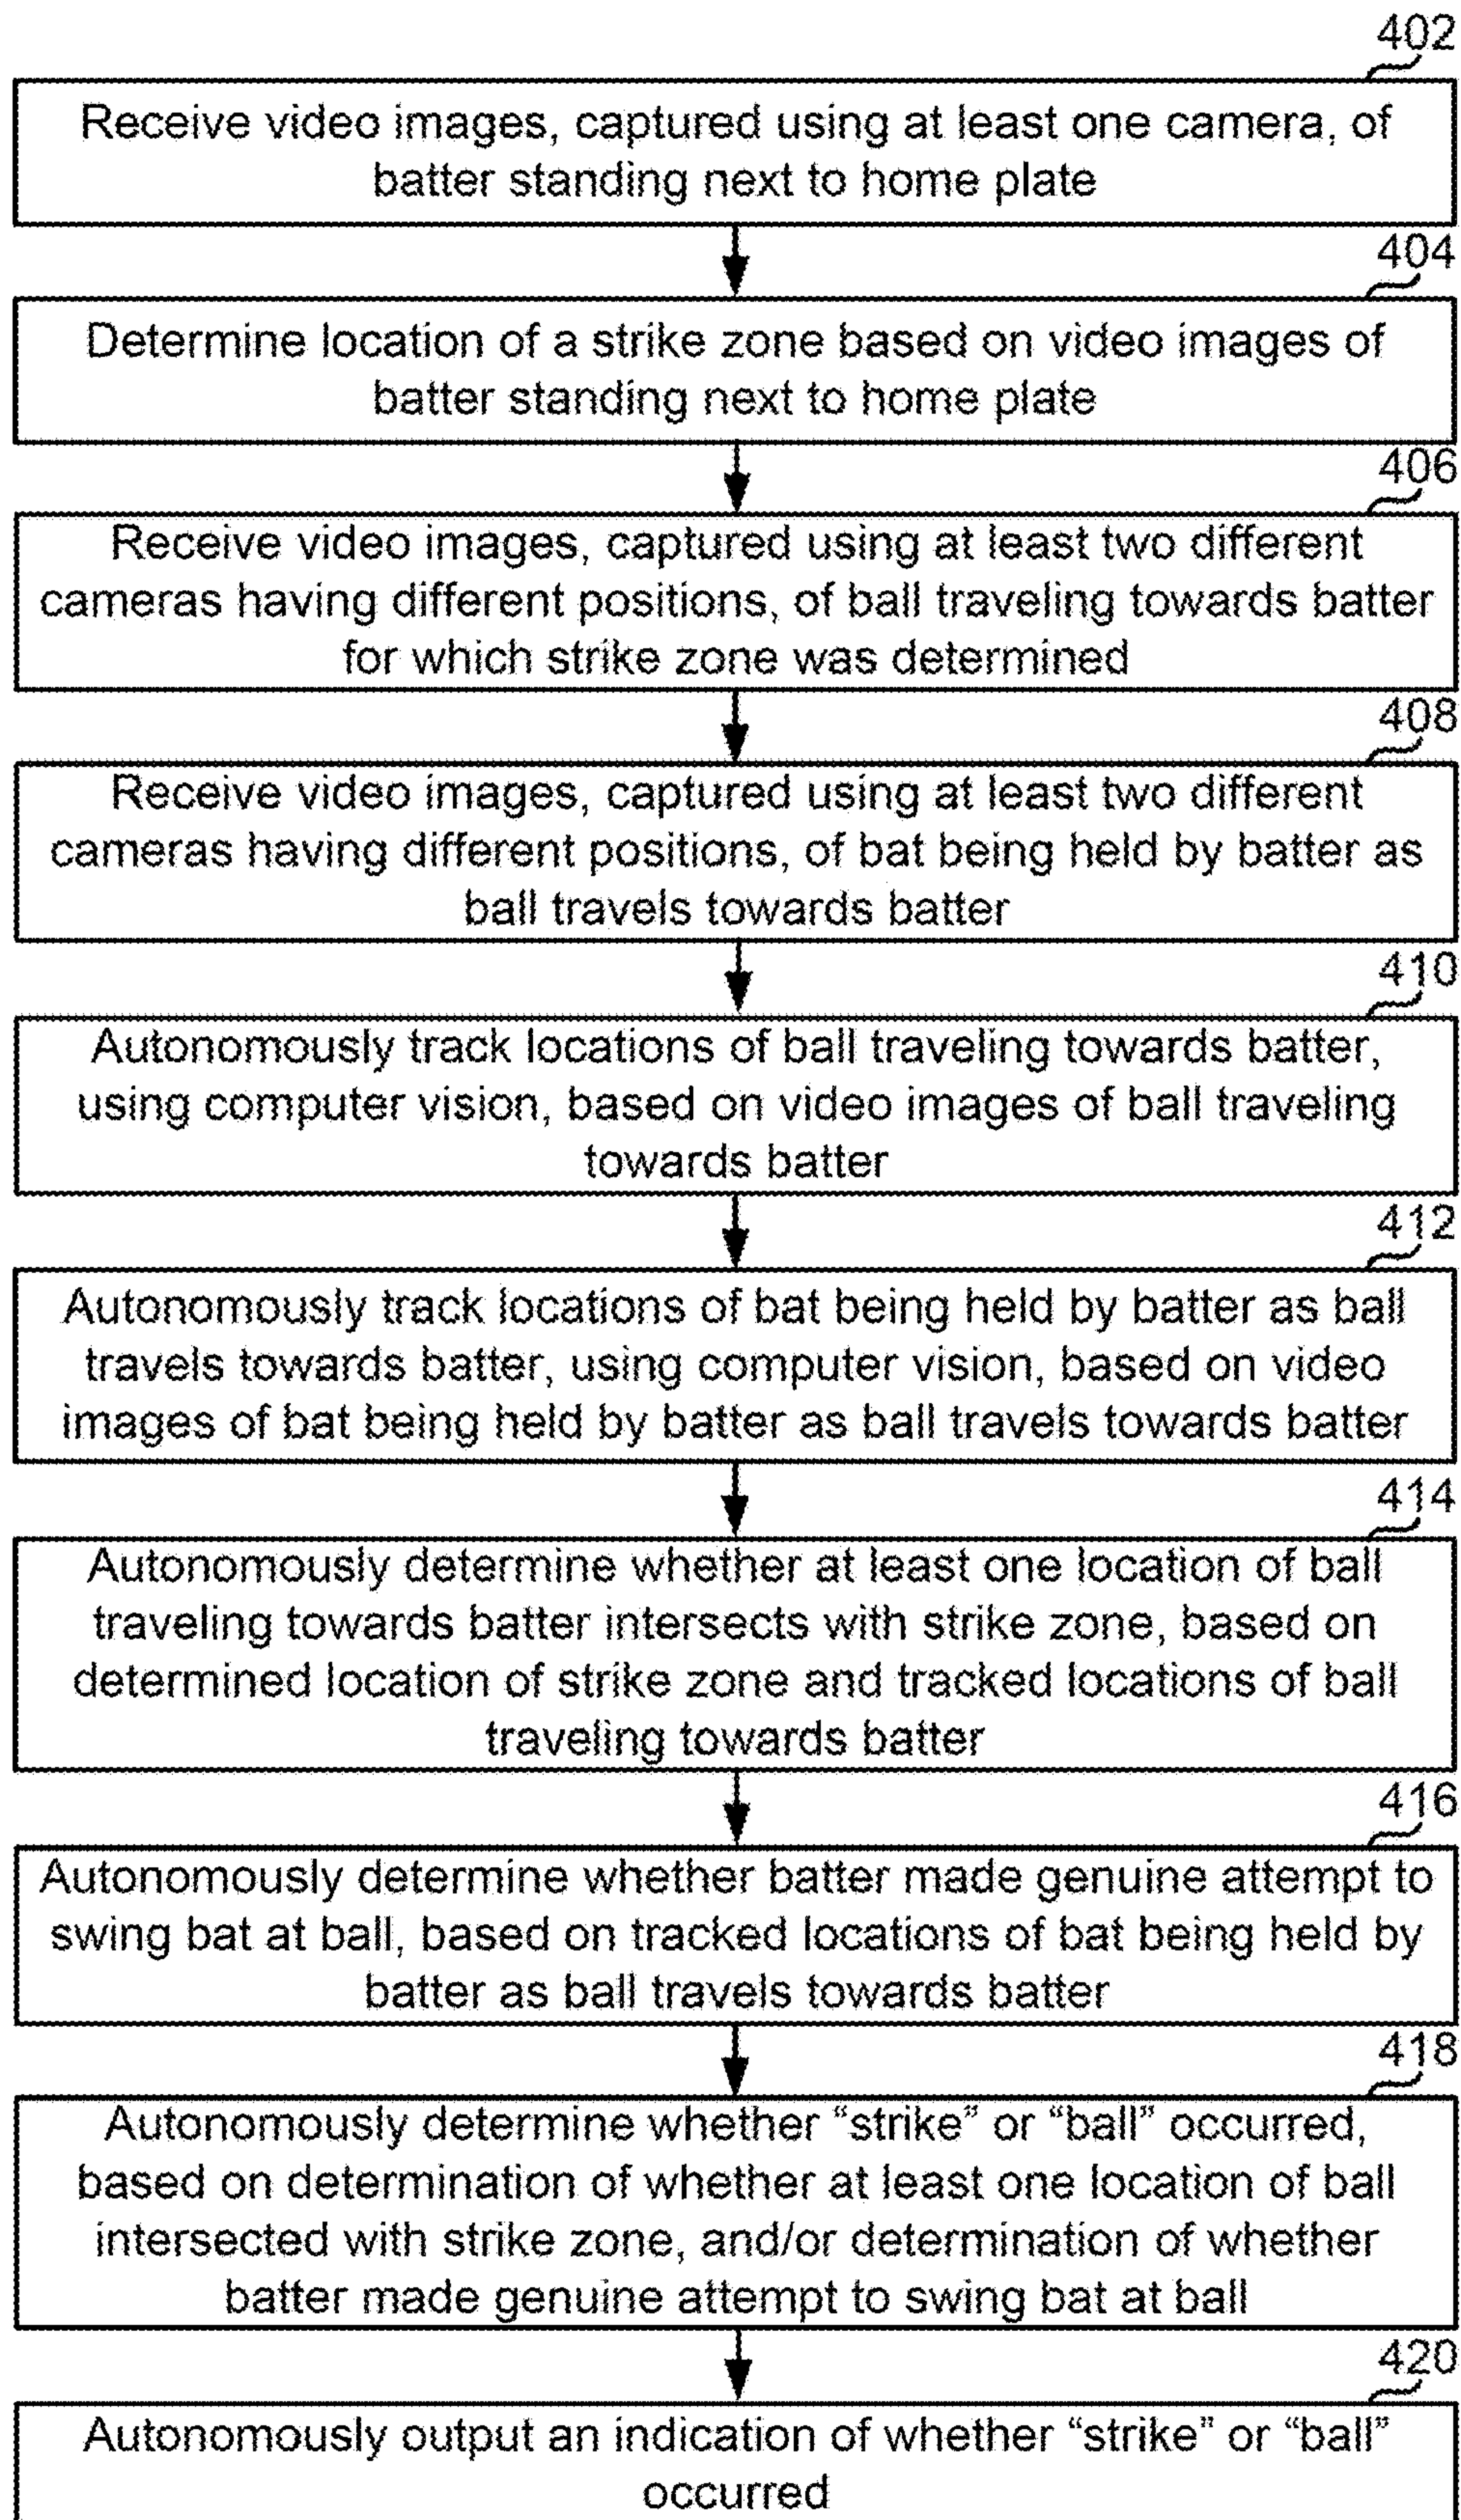 402
Receive video images, captured using at least one camera, of
batter standing next to home plate
404
Determine location of a strike zone based on video images of
batter standing next to home plate
406
Receive video images, captured using at least two different
cameras having different positions, of ball traveling towards batter
for which strike zone was determined
408
Receive video images, captured using at least two different
cameras having different positions, of bat being held by batter as
ball travels towards batter
410
Autonomously track locations of ball traveling towards batter,
using computer vision, based on video images of ball traveling
towards batter
412
Autonomously track locations of bat being held by batter as ball
travels towards batter, using computer vision, based on video
images of bat being held by batter as ball travels towards batter
414
Autonomously determine whether at least one location of ball
traveling towards batter intersects with strike zone, based on
determined location of strike zone and tracked locations of ball
traveling towards batter
416
Autonomously determine whether batter made genuine attempt to
swing bat at ball, based on tracked locations of bat being held by
batter as ball travels towards batter
418
Autonomously determine whether “strike” or “ball” occurred,
based on determination of whether at least one location of ball
intersected with strike zone, and/or determination of whether
batter made genuine attempt to swing bat at ball
420
Autonomously output an indication of whether “strike” or “ball”
occurred